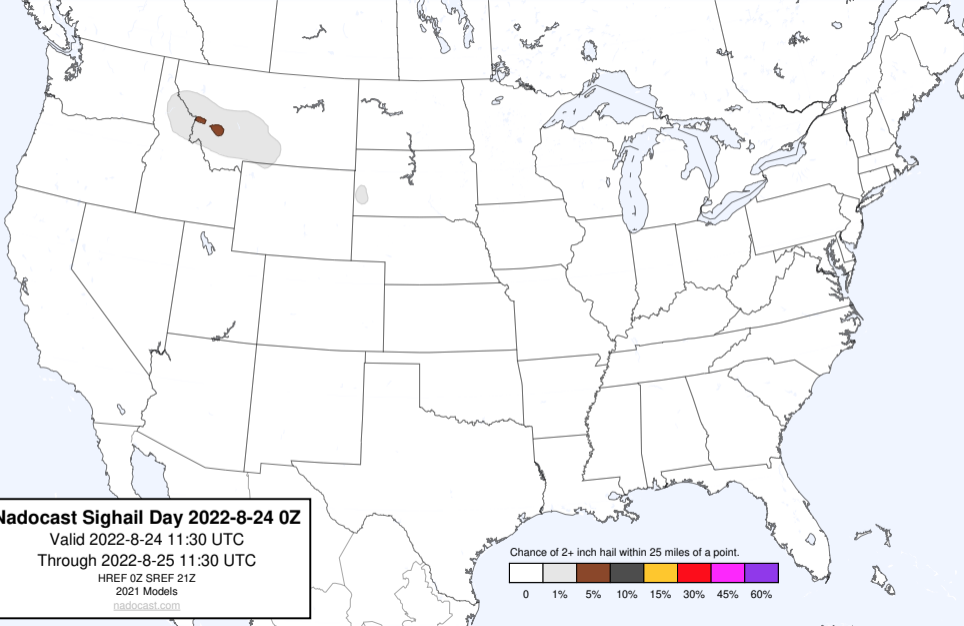 Nadocast Sighail Day 2022-8-24 0Z
Valid 2022-8-24 11:30 UTC
Through 2022-8-25 11:30 UTC
HREF 0Z SREF 21Z
2021 Models
nadocast.com
Chance of 2+ inch hail within 25 miles of a point.
0 1% 5% 10% 15% 30% 45% 60%